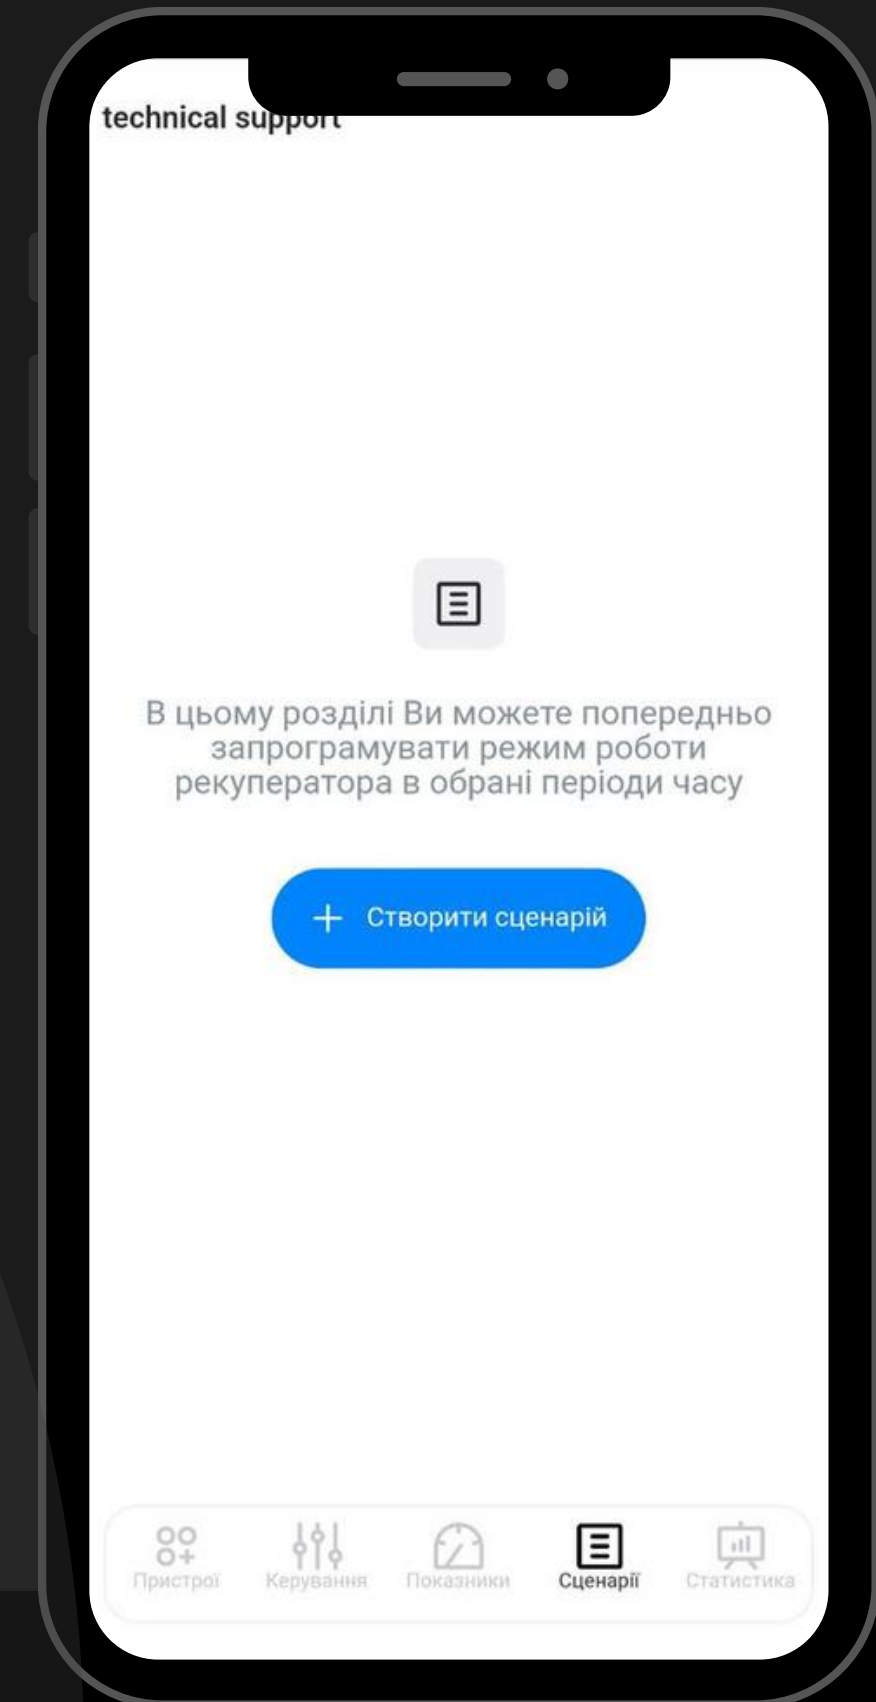 technical support
В цьому розділі Ви можете попередньо
запрограмувати режим роботи
рекуператора в обрані періоди часу
Створити сценарій
Пристрої Керування Показники Сценарії Статистика